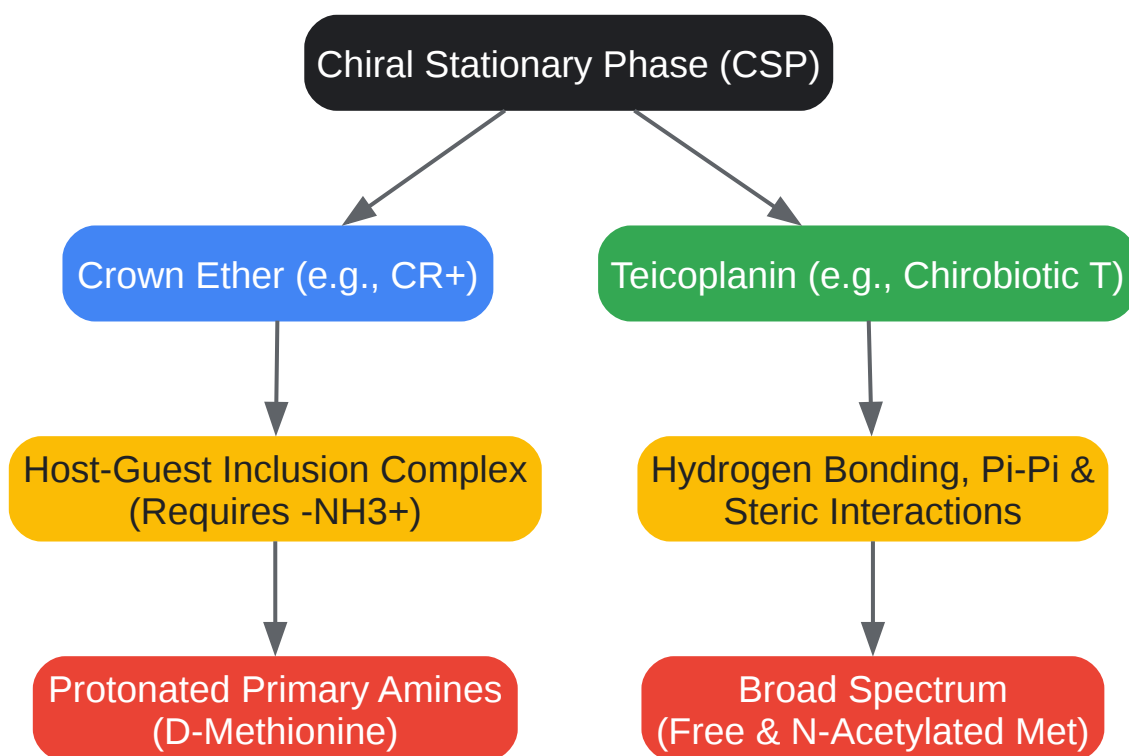 Chiral Stationary Phase (CSP)
Crown Ether (e.g., CR+)
Teicoplanin (e.g., Chirobiotic T)
Host-Guest Inclusion Complex
(Requires -NH3+)
Hydrogen Bonding, Pi-Pi &
Steric Interactions
Protonated Primary Amines
(D-Methionine)
Broad Spectrum
(Free & N-Acetylated Met)